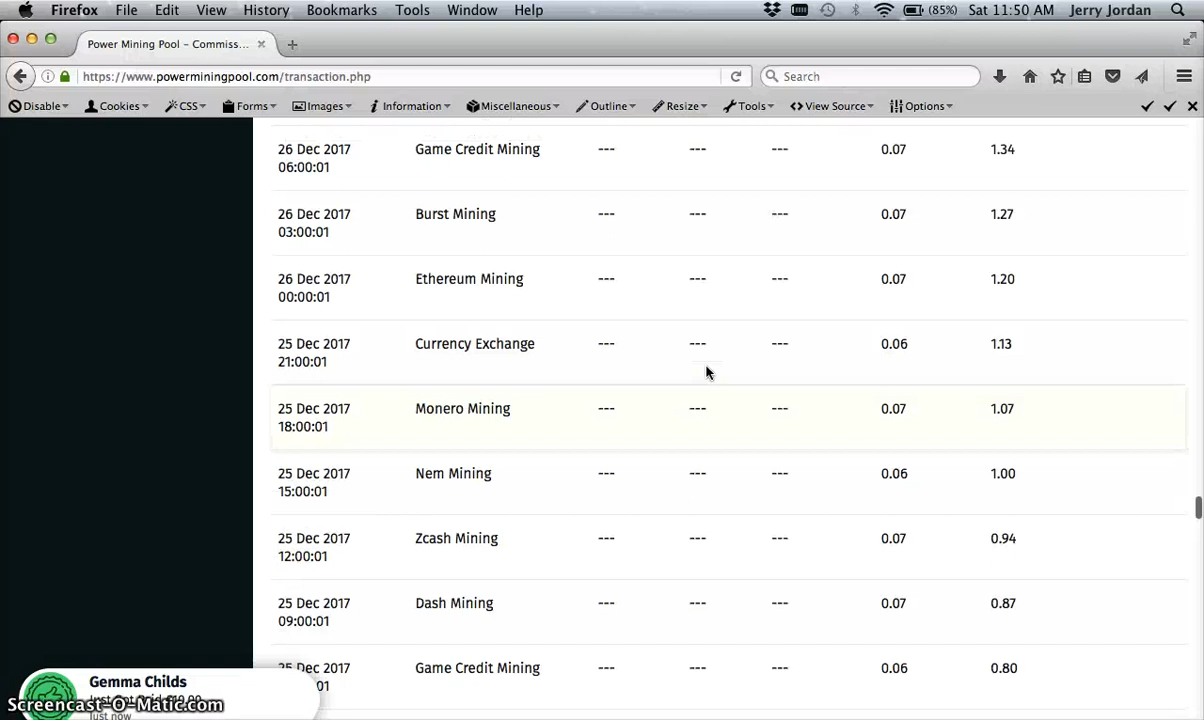 Firefox File Edit View History Bookmarks Tools Window Help (85%) Sat 11:50 AM Jerry Jordan
Power Mining Pool – Commiss...
https://www.powerminingpool.com/transaction.php Search
Disable Cookies CSS Forms Images Information Miscellaneous Outline Resize Tools View Source Options
26 Dec 2017 Game Credit Mining --- --- --- 0.07 1.34
06:00:01
26 Dec 2017 Burst Mining --- --- --- 0.07 1.27
03:00:01
26 Dec 2017 Ethereum Mining --- --- --- 0.07 1.20
00:00:01
25 Dec 2017 Currency Exchange --- --- --- 0.06 1.13
21:00:01
25 Dec 2017 Monero Mining --- --- --- 0.07 1.07
18:00:01
25 Dec 2017 Nem Mining --- --- --- 0.06 1.00
15:00:01
25 Dec 2017 Zcash Mining --- --- --- 0.07 0.94
12:00:01
25 Dec 2017 Dash Mining --- --- --- 0.07 0.87
09:00:01
25 Dec 2017 Game Credit Mining --- --- --- 0.06 0.80
Gemma Childs
Screencast-O-Matic.com
Just now